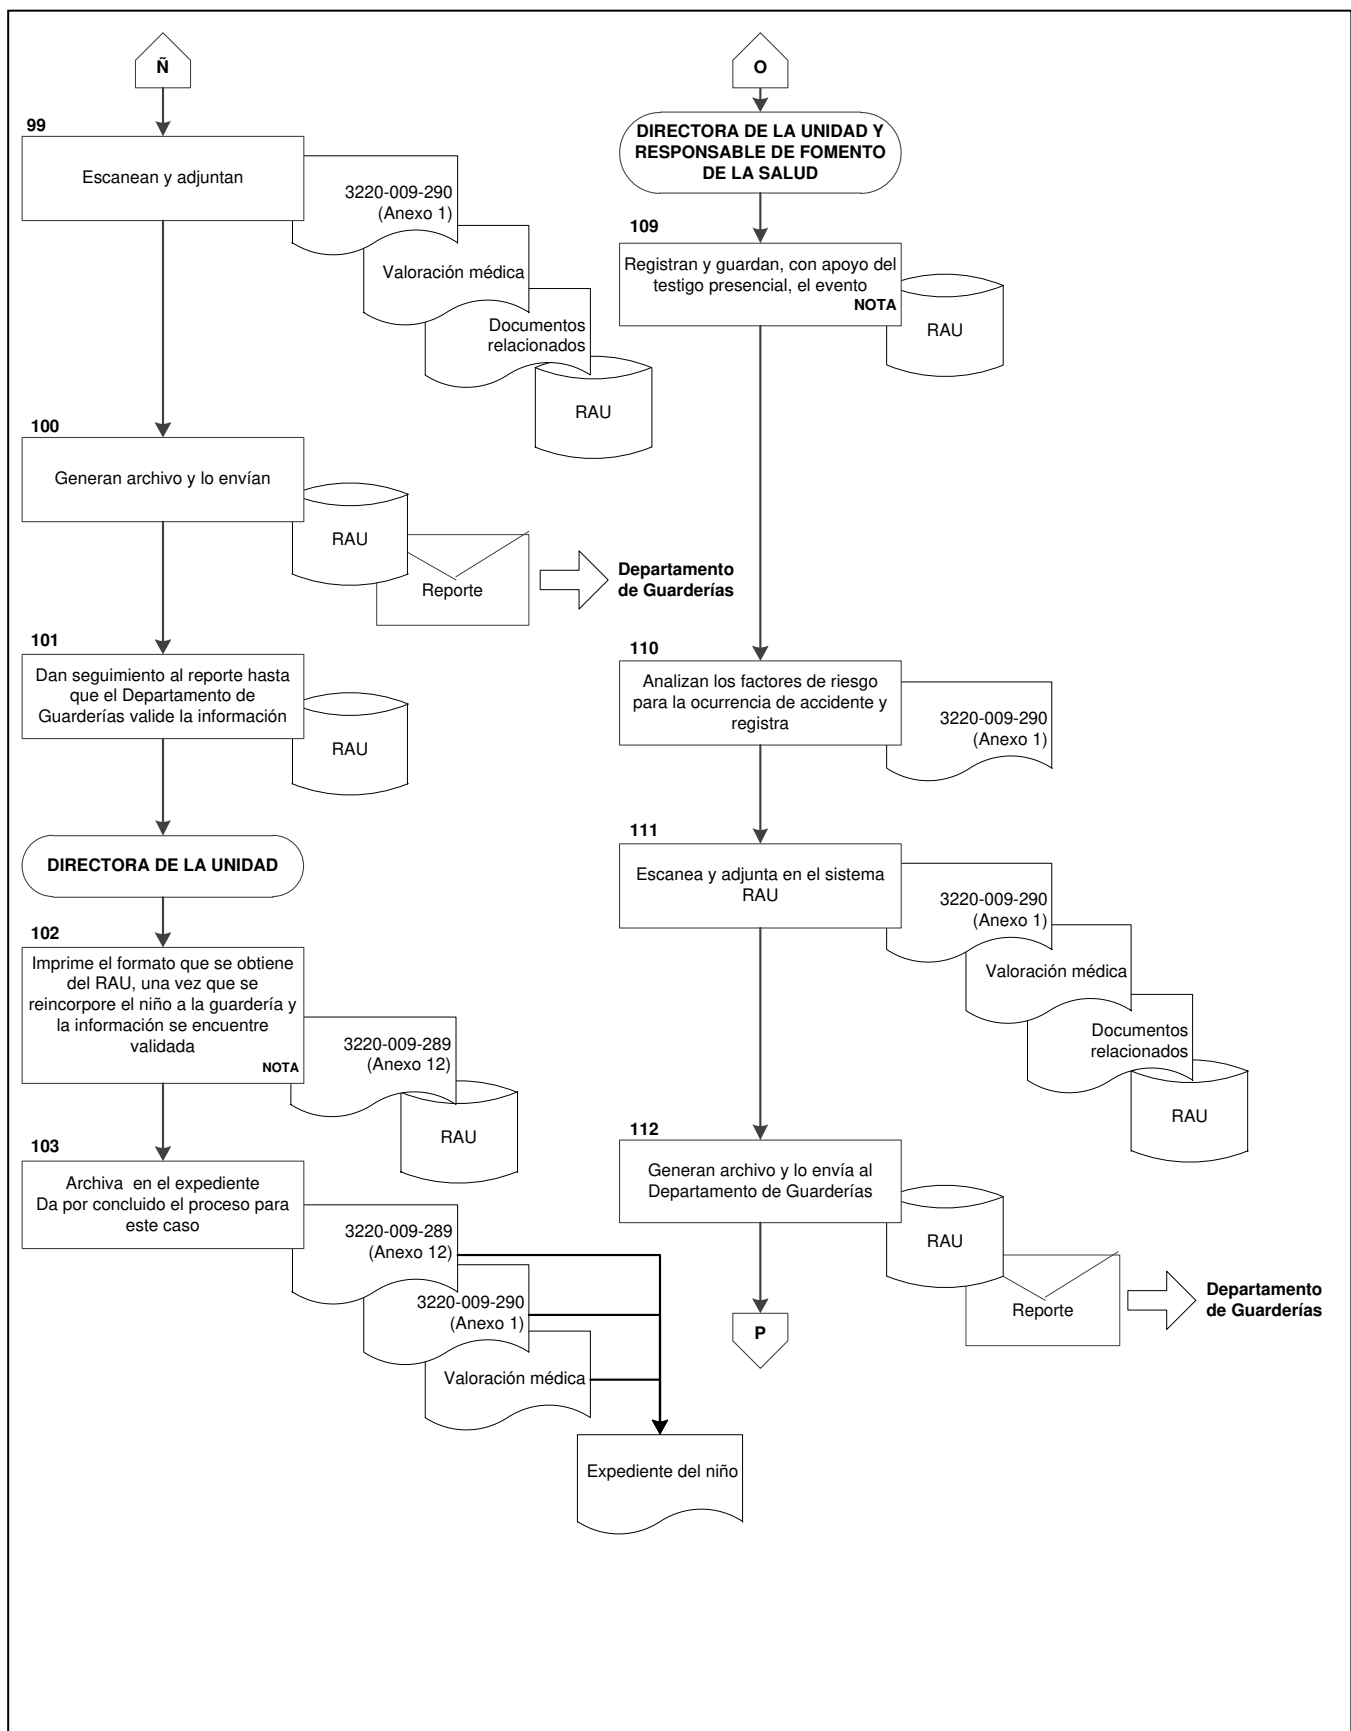 Ñ
99
Escanean y adjuntan
3220-009-290
(Anexo 1)
Valoración médica
Documentos
relacionados
RAU
100
Generan archivo y lo envían
RAU
Reporte
Departamento
de Guarderías
101
Dan seguimiento al reporte hasta
que el Departamento de
Guarderías valide la información
RAU
DIRECTORA DE LA UNIDAD
102
Imprime el formato que se obtiene
del RAU, una vez que se
reincorpore el niño a la guardería y
la información se encuentre
validada
NOTA
3220-009-289
(Anexo 12)
RAU
103
Archiva  en el expediente
Da por concluido el proceso para
este caso
3220-009-289
(Anexo 12)
3220-009-290
(Anexo 1)
Valoración médica
Expediente del niño
O
DIRECTORA DE LA UNIDAD Y
RESPONSABLE DE FOMENTO
DE LA SALUD
109
Registran y guardan, con apoyo del
testigo presencial, el evento
NOTA
RAU
110
Analizan los factores de riesgo
para la ocurrencia de accidente y
registra
3220-009-290
(Anexo 1)
111
Escanea y adjunta en el sistema
RAU
3220-009-290
(Anexo 1)
Valoración médica
Documentos
relacionados
RAU
112
Generan archivo y lo envía al
Departamento de Guarderías
RAU
Reporte
Departamento
de Guarderías
P